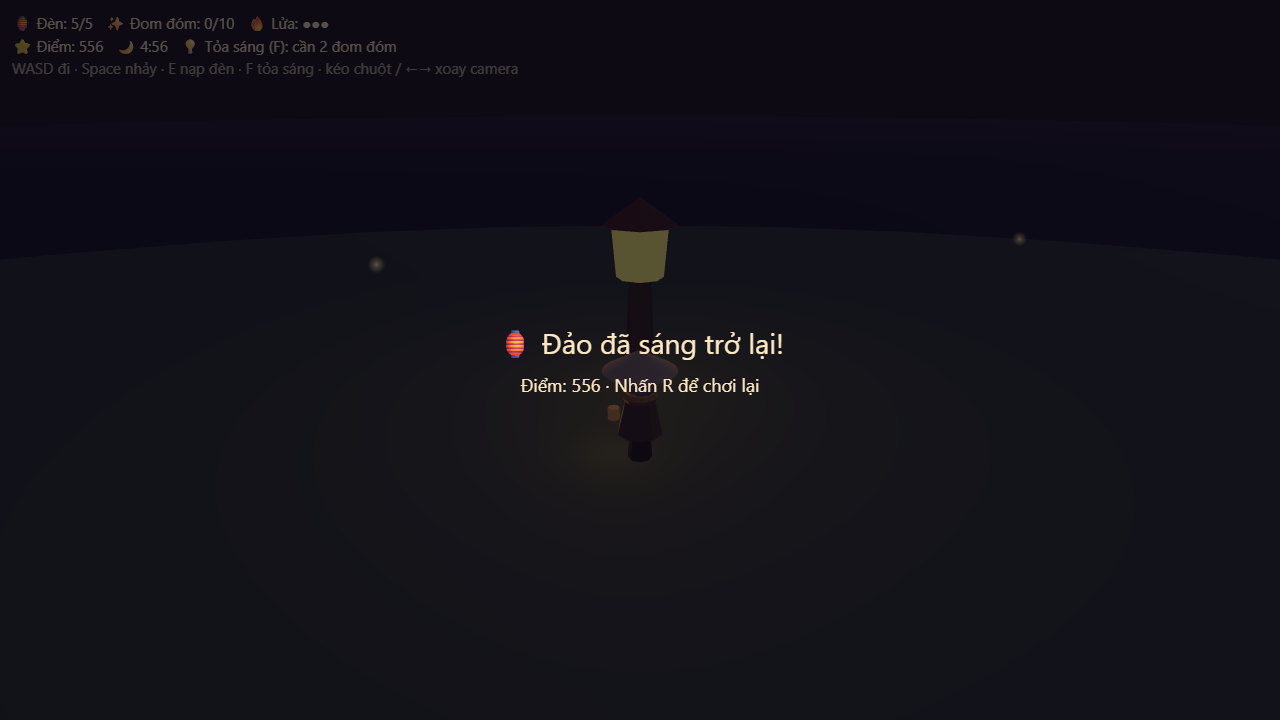 🏮 Đèn: 5/5 ✨ Đom đóm: 0/10 🔥 Lửa: ●●●
⭐ Điểm: 556 🌙 4:56 💡 Tỏa sáng (F): cần 2 đom đóm
WASD đi · Space nhảy · E nạp đèn · F tỏa sáng · kéo chuột / ←→ xoay camera
🏮 Đảo đã sáng trở lại!
Điểm: 556 · Nhấn R để chơi lại